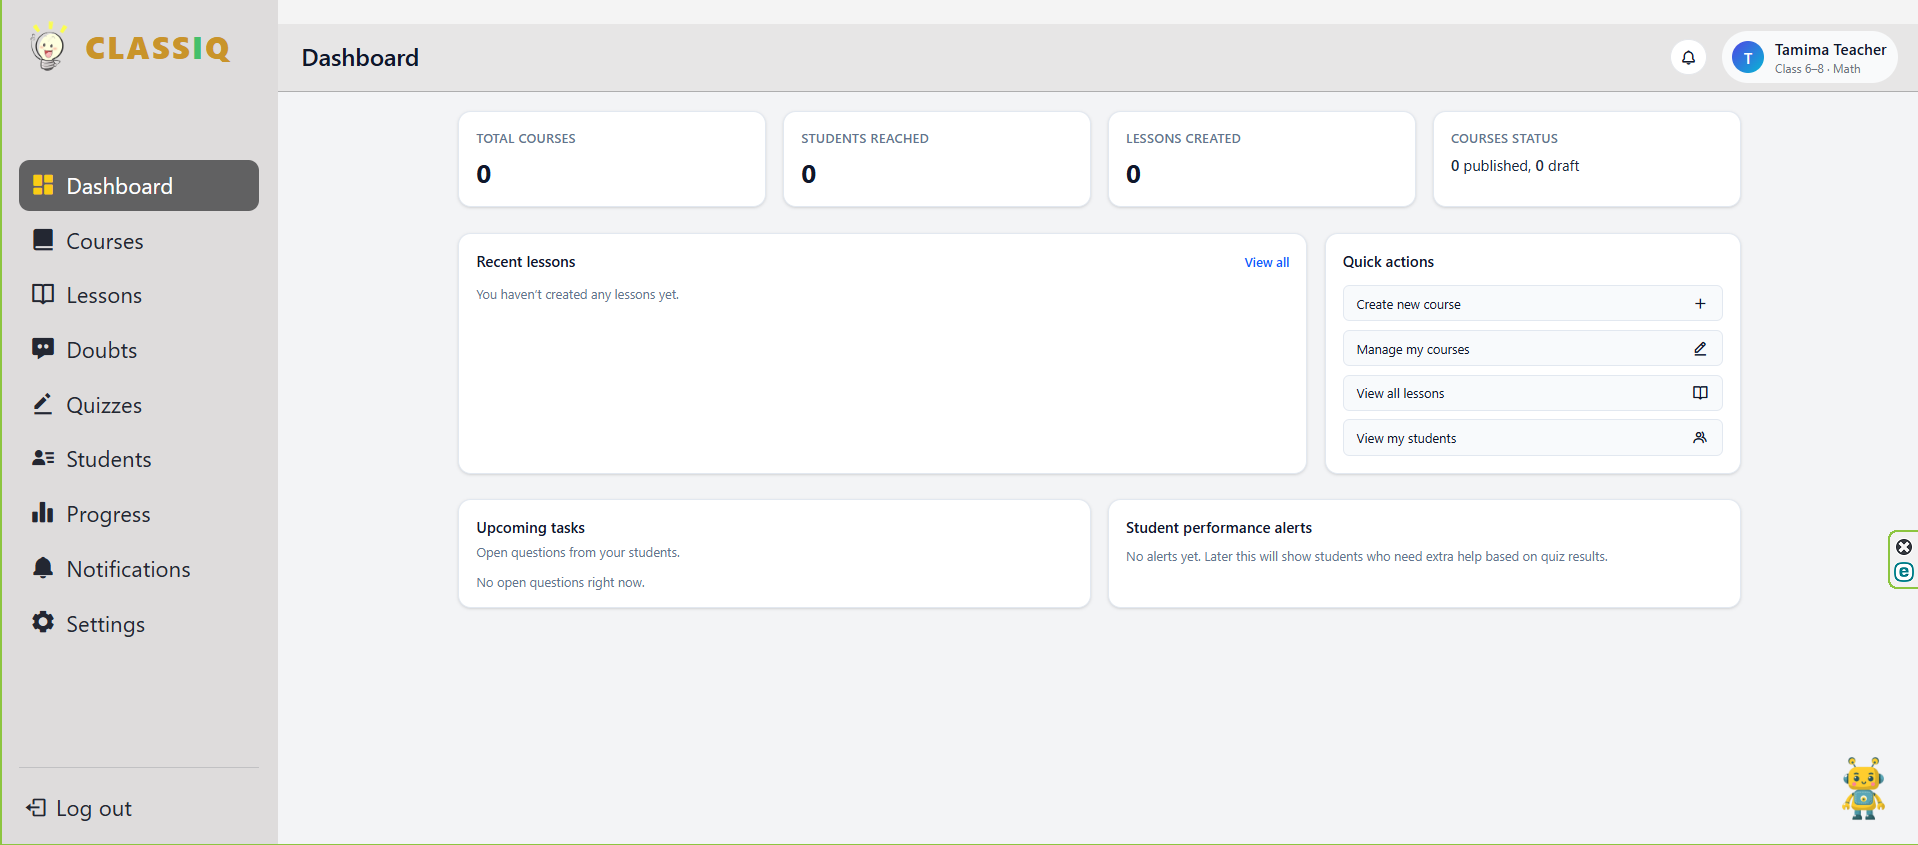 CLASSIQ
Dashboard
Courses
Lessons
Doubts
Quizzes
Students
Progress
Notifications
Settings
Log out
Dashboard
T
Tamima Teacher
Class 6–8 · Math
TOTAL COURSES
0
STUDENTS REACHED
0
LESSONS CREATED
0
COURSES STATUS
0 published, 0 draft
Recent lessons
View all
You haven’t created any lessons yet.
Quick actions
Create new course
Manage my courses
View all lessons
View my students
Upcoming tasks
Open questions from your students.
No open questions right now.
Student performance alerts
No alerts yet. Later this will show students who need extra help based on quiz results.
e